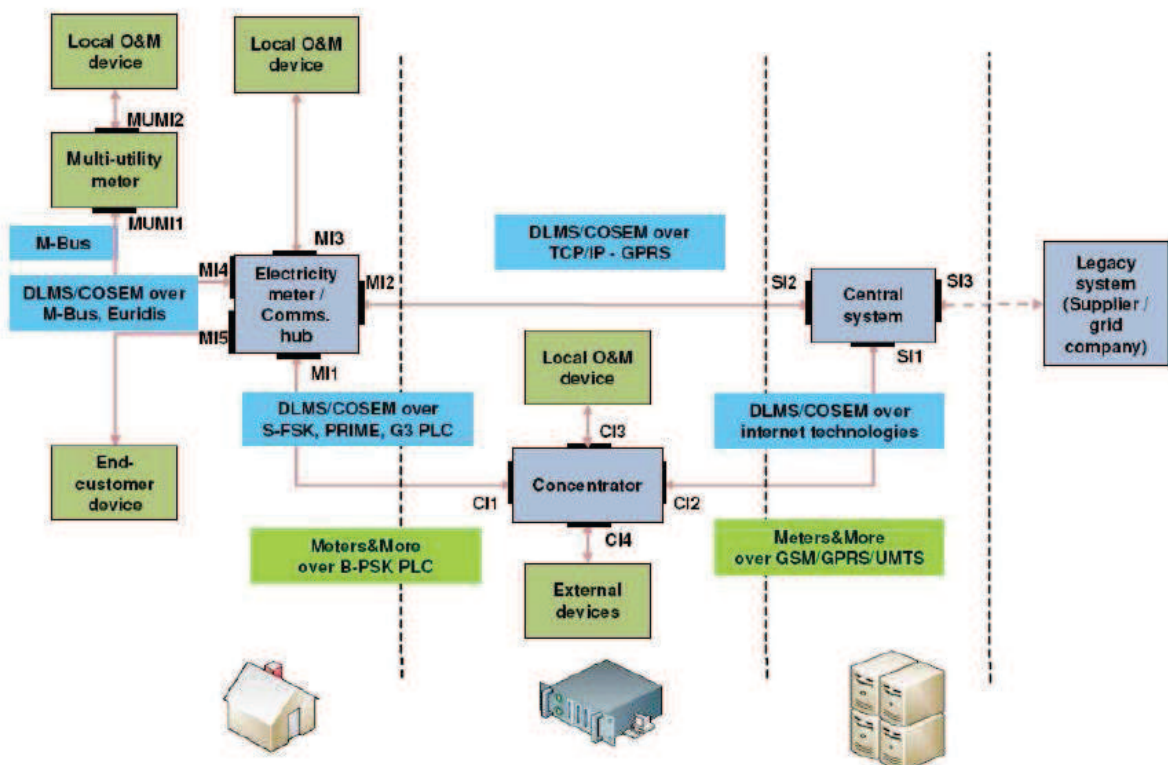 Local O&M
device
Local O&M
device
MUMI2
Multi-utility
meter
MUMI1
M-Bus
MI3
DLMS/COSEM over
TCP/IP - GPRS
MI4
Electricity
meter /
Comms.
hub
MI2
SI2
Central
system
SI3
Legacy
system
(Supplier /
grid
company)
DLMS/COSEM over
M-Bus, Euridis
MI5
MI1
SI1
Local O&M
device
DLMS/COSEM over
S-FSK, PRIME, G3 PLC
DLMS/COSEM over
internet technologies
CI3
End-
customer
device
CI1
Concentrator
CI2
CI4
Meters&More
over B-PSK PLC
Meters&More
over GSM/GPRS/UMTS
External
devices